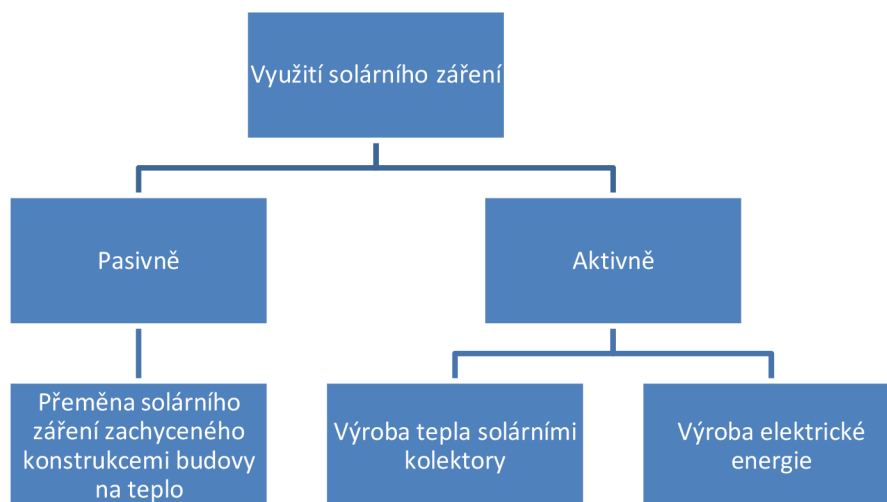 Využití solárního záření
Pasivně
Aktivně
Přeměna solárního
záření zachyceného
konstrukcemi budovy
na teplo
Výroba tepla solárními
kolektory
Výroba elektrické
energie